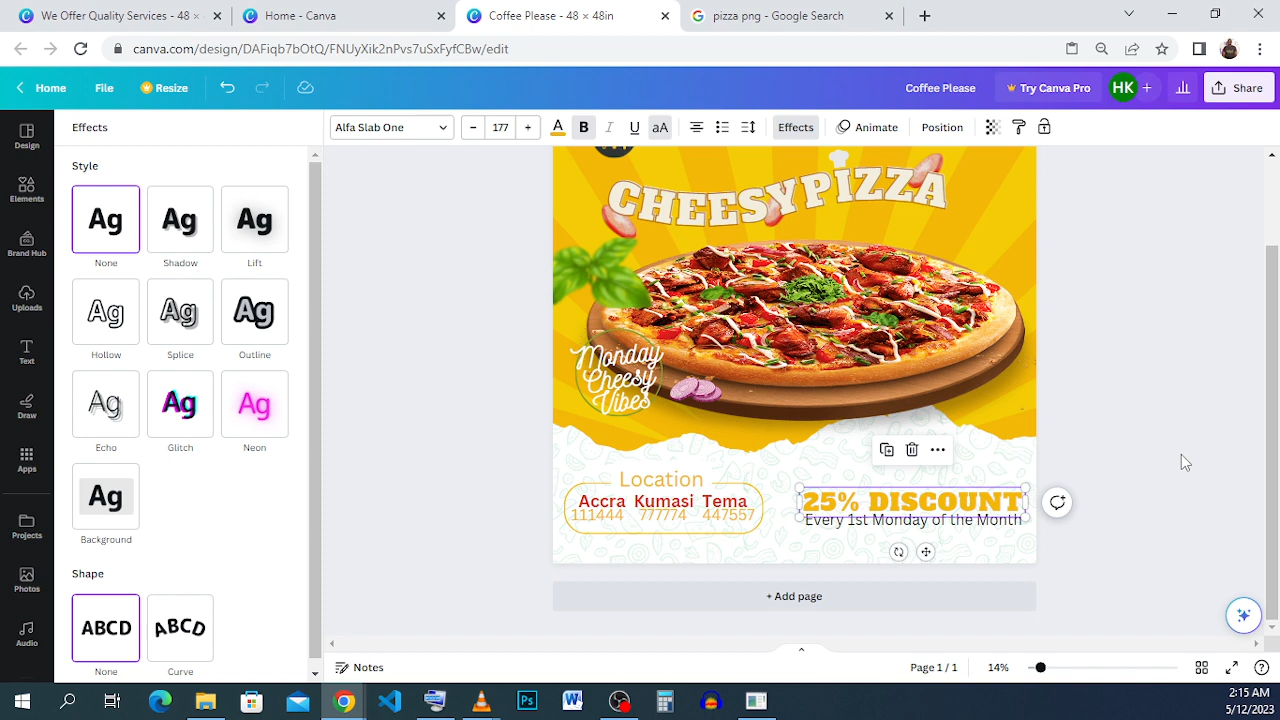 We Offer Quality Services - 48 ×
Home - Canva
Coffee Please - 48 × 48in
pizza png - Google Search
canva.com/design/DAFiqb7bOtQ/FNUyXik2nPvs7uSxFyfCBw/edit
Home
File
Resize
Coffee Please
Try Canva Pro
HK
+
Share
Design
Elements
Brand Hub
Uploads
Text
Draw
Apps
Projects
Photos
Audio
Effects
Alfa Slab One
– 177 +
A B I U aA
Effects
Animate
Position
Style
Ag Ag Ag
None Shadow Lift
Ag Ag Ag
Hollow Splice Outline
Ag Ag Ag
Echo Glitch Neon
Ag
Background
Shape
ABCD ABCD
None Curve
CHEESY PIZZA
Monday
Cheesy
Vibes
Location
Accra Kumasi Tema
111444 777774 447557
25% DISCOUNT
Every 1st Monday of the Month
+ Add page
Notes
Page 1 / 1
14%
Ps
W
2:15 AM
5/12/2023